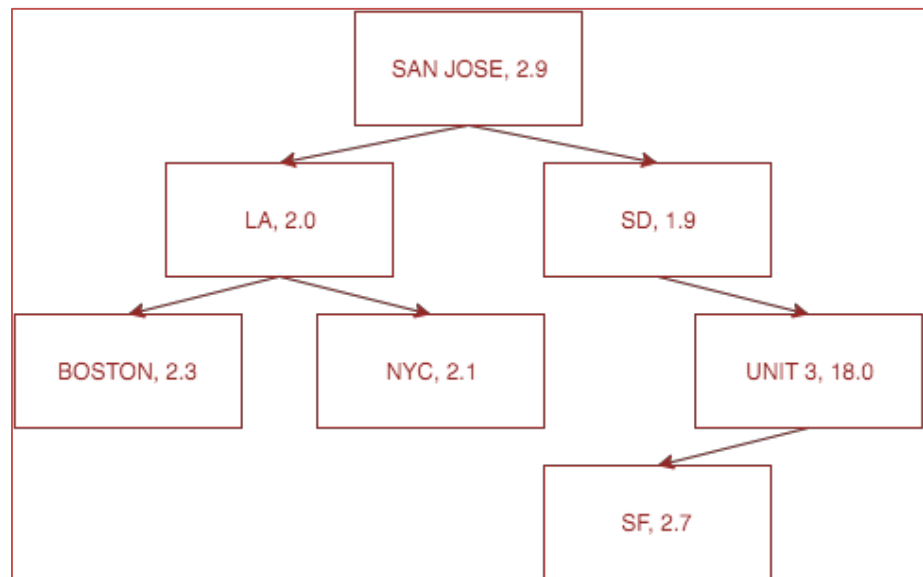 SAN JOSE, 2.9
LA, 2.0
SD, 1.9
BOSTON, 2.3
NYC, 2.1
UNIT 3, 18.0
SF, 2.7